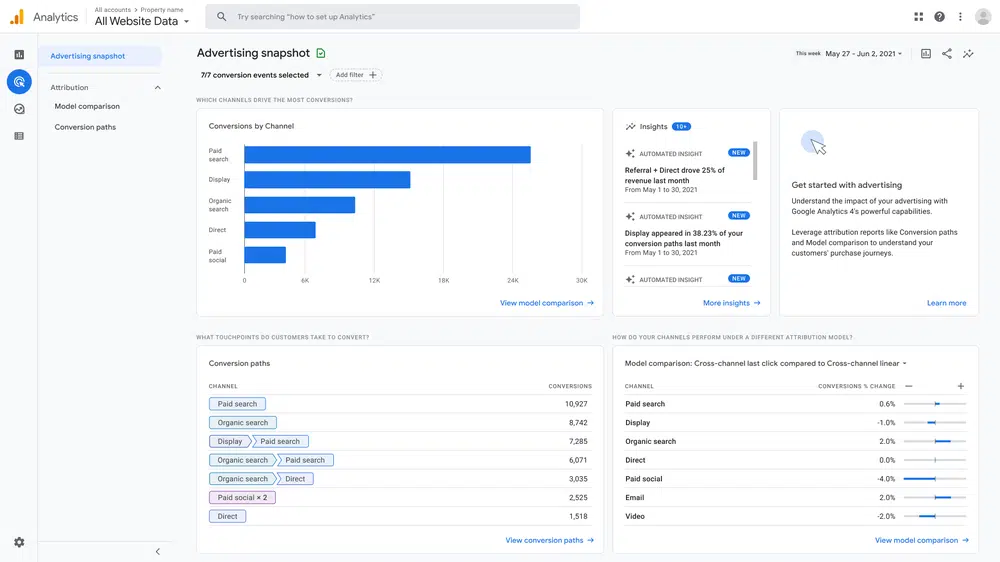 Analytics
All accounts > Property name
All Website Data
Try searching "how to set up Analytics"
Advertising snapshot
Attribution
Model comparison
Conversion paths
Advertising snapshot
This week May 27 - Jun 2, 2021
7/7 conversion events selected
Add filter +
WHICH CHANNELS DRIVE THE MOST CONVERSIONS?
Conversions by Channel
Paid
search
Display
Organic
search
Direct
Paid
social
0 6K 12K 18K 24K 30K
View model comparison →
Insights 10+
AUTOMATED INSIGHT NEW
Referral + Direct drove 25% of
revenue last month
From May 1 to 30, 2021
AUTOMATED INSIGHT NEW
Display appeared in 38.23% of your
conversion paths last month
From May 1 to 30, 2021
AUTOMATED INSIGHT NEW
More insights →
Get started with advertising
Understand the impact of your advertising with
Google Analytics 4's powerful capabilities.
Leverage attribution reports like Conversion paths
and Model comparison to understand your
customers' purchase journeys.
Learn more
WHAT TOUCHPOINTS DO CUSTOMERS TAKE TO CONVERT?
Conversion paths
CHANNEL CONVERSIONS
Paid search 10,927
Organic search 8,742
Display Paid search 7,285
Organic search Paid search 6,071
Organic search Direct 3,035
Paid social × 2 2,525
Direct 1,518
View conversion paths →
HOW DO YOUR CHANNELS PERFORM UNDER A DIFFERENT ATTRIBUTION MODEL?
Model comparison: Cross-channel last click compared to Cross-channel linear
CHANNEL CONVERSIONS % CHANGE — +
Paid search 0.6%
Display -1.0%
Organic search 2.0%
Direct 0.0%
Paid social -4.0%
Email 2.0%
Video -2.0%
View model comparison →